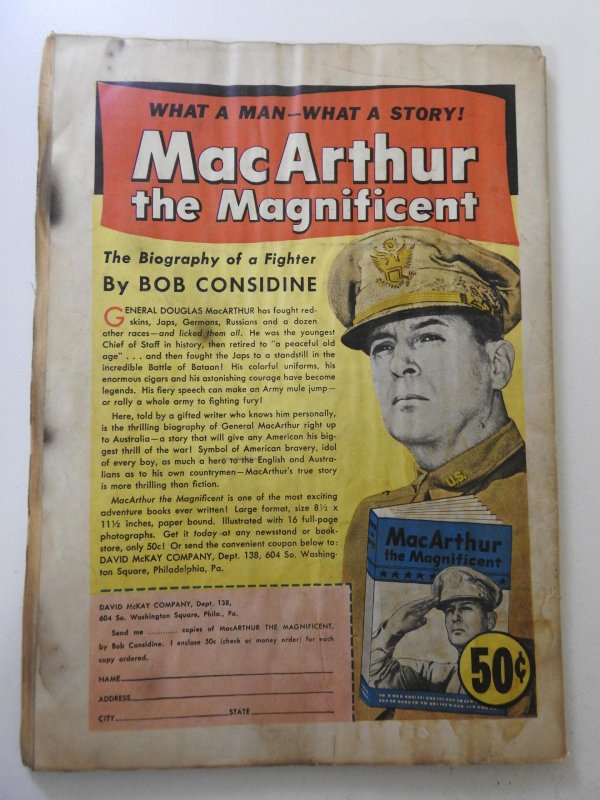 WHAT A MAN—WHAT A STORY!
MacArthur
the Magnificent
The Biography of a Fighter
By BOB CONSIDINE
GENERAL DOUGLAS MacARTHUR has fought red-
skins, Japs, Germans, Russians and a dozen
other races—and licked them all. He was the youngest
Chief of Staff in history, then retired to "a peaceful old
age" . . . and then fought the Japs to a standstill in the
incredible Battle of Bataan! His colorful uniforms, his
enormous cigars and his astonishing courage have become
legends. His fiery speech can make an Army mule jump—
or rally a whole army to fighting fury!
Here, told by a gifted writer who knows him personally,
is the thrilling biography of General MacArthur right up
to Australia—a story that will give any American his big-
gest thrill of the war! Symbol of American bravery, idol
of every boy, as much a hero to the English and Austra-
lians as to his own countrymen—MacArthur's true story
is more thrilling than fiction.
MacArthur the Magnificent is one of the most exciting
adventure books ever written! Large format, size 8½ x
11½ inches, paper bound. Illustrated with 16 full-page
photographs. Get it today at any newsstand or book-
store, only 50c! Or send the convenient coupon below to:
DAVID McKAY COMPANY, Dept. 138, 604 So. Washing-
ton Square, Philadelphia, Pa.
U.S.
MacArthur
the Magnificent
50¢
DAVID McKAY COMPANY, Dept. 138,
604 So. Washington Square, Phila., Pa.
Send me ............ copies of MacARTHUR THE MAGNIFICENT,
by Bob Considine. I enclose 50c (check or money order) for each
copy ordered.
NAME
ADDRESS
CITY STATE